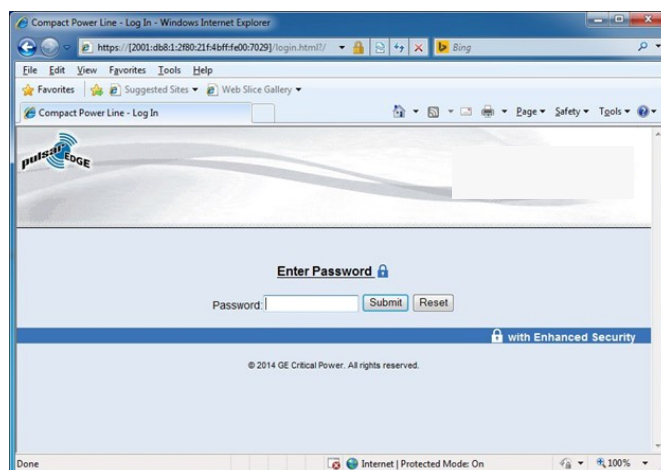 Compact Power Line - Log In - Windows Internet Explorer
https://[2001:db8:1:2f80:21f:4bff:fe00:7029]/login.html?/
Bing
File Edit View Favorites Tools Help
Favorites Suggested Sites Web Slice Gallery
Compact Power Line - Log In
Page Safety Tools
pulsar EDGE
Enter Password
Password: Submit Reset
with Enhanced Security
© 2014 GE Critical Power. All rights reserved.
Done Internet | Protected Mode: On 100%